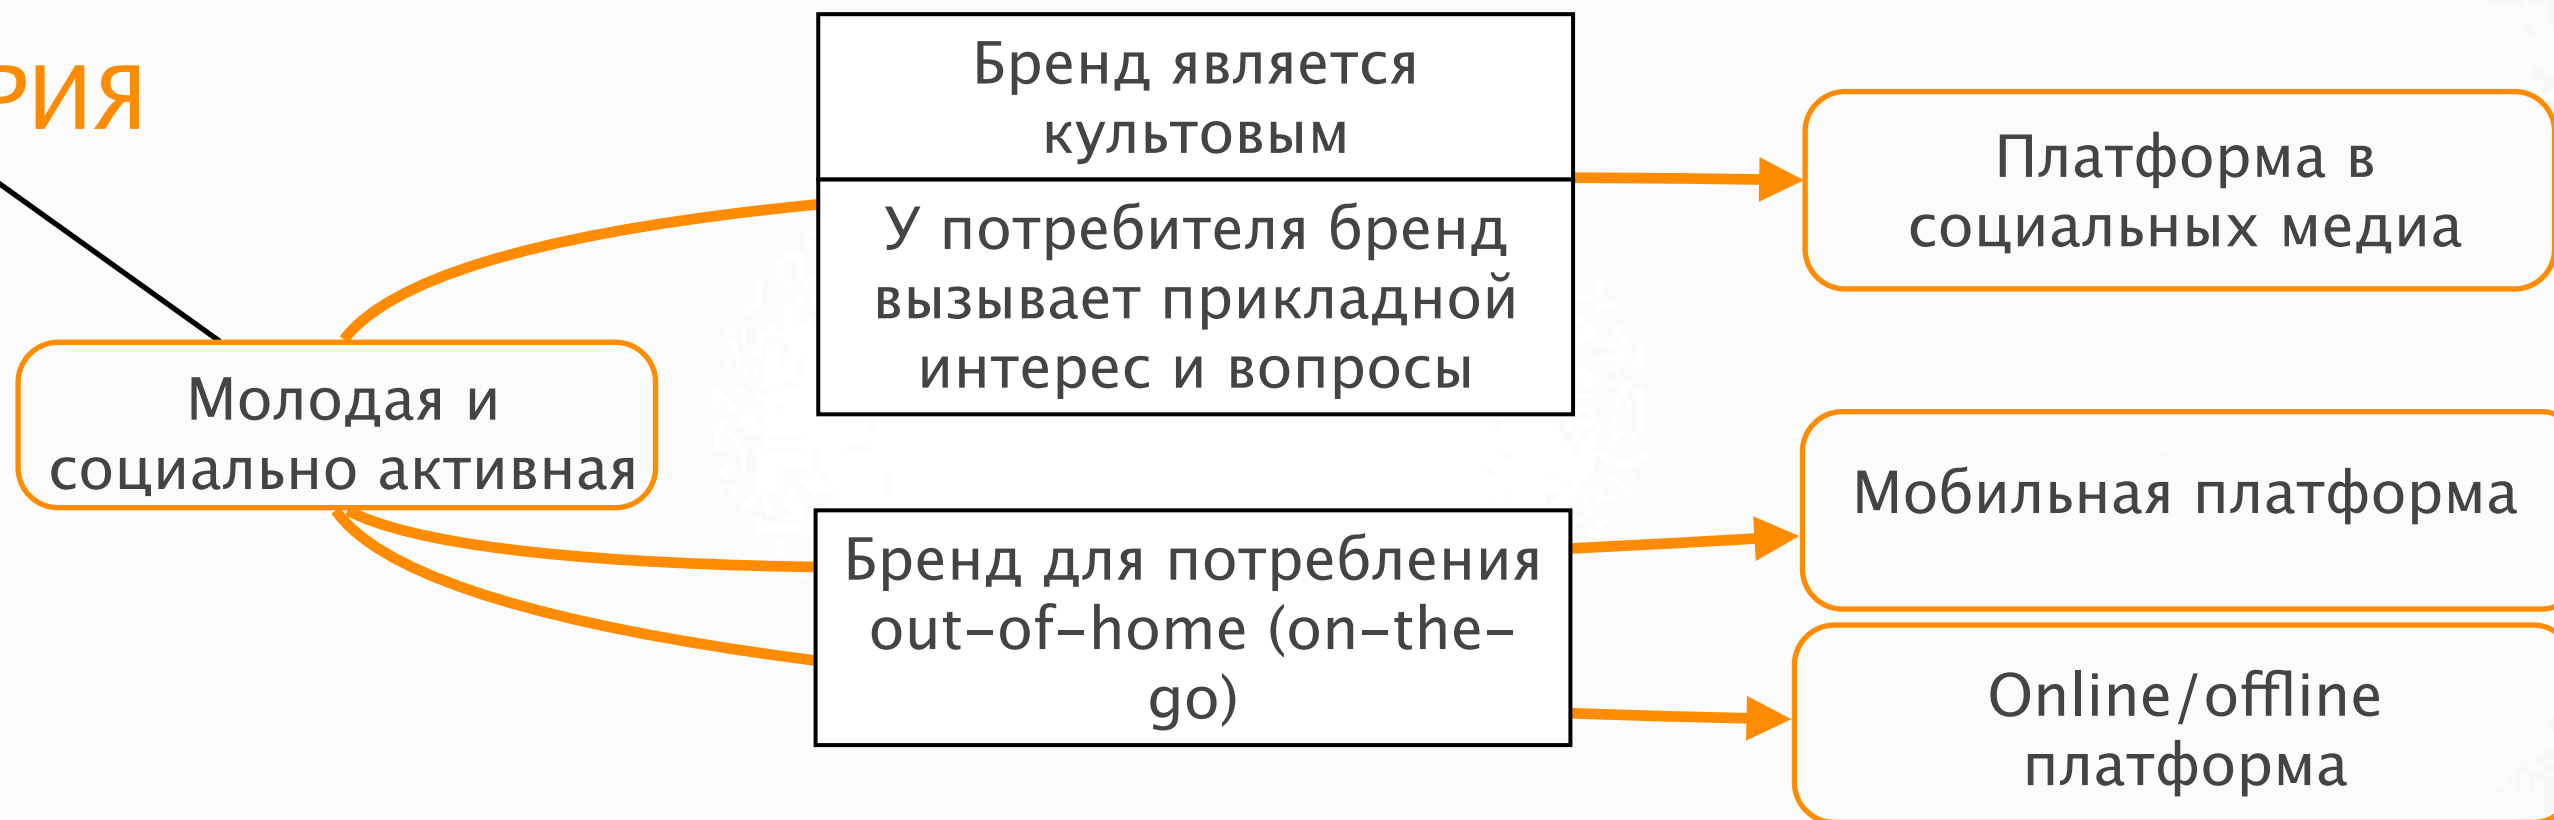 РИЯ
Молодая и
социально активная
Бренд является
культовым
У потребителя бренд
вызывает прикладной
интерес и вопросы
Бренд для потребления
out-of-home (on-the-
go)
Платформа в
социальных медиа
Мобильная платформа
Online/offline
платформа